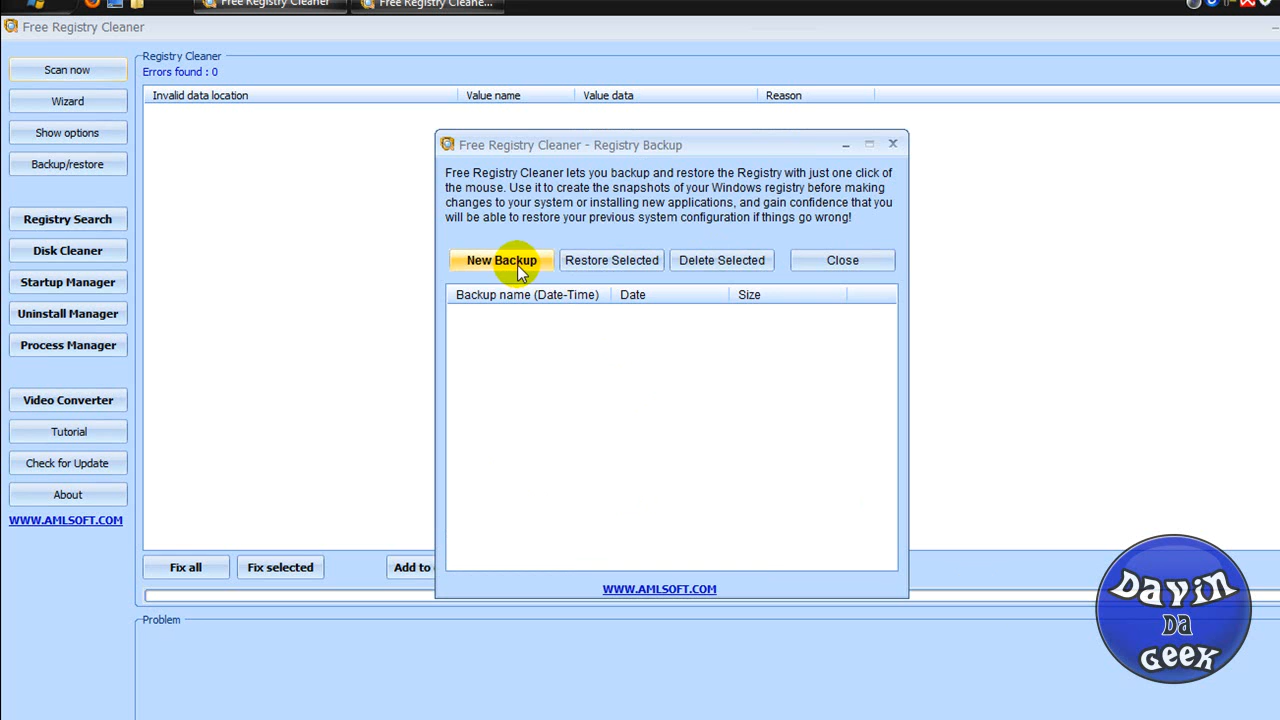 Free Registry Cleaner
Free Registry Cleane...
Free Registry Cleaner
Scan now
Wizard
Show options
Backup/restore
Registry Search
Disk Cleaner
Startup Manager
Uninstall Manager
Process Manager
Video Converter
Tutorial
Check for Update
About
WWW.AMLSOFT.COM
Registry Cleaner
Errors found : 0
Invalid data location
Value name
Value data
Reason
Free Registry Cleaner - Registry Backup
Free Registry Cleaner lets you backup and restore the Registry with just one click of
the mouse. Use it to create the snapshots of your Windows registry before making
changes to your system or installing new applications, and gain confidence that you
will be able to restore your previous system configuration if things go wrong!
New Backup
Restore Selected
Delete Selected
Close
Backup name (Date-Time)
Date
Size
WWW.AMLSOFT.COM
Fix all
Fix selected
Add to
Problem
Davin
Da
Geek